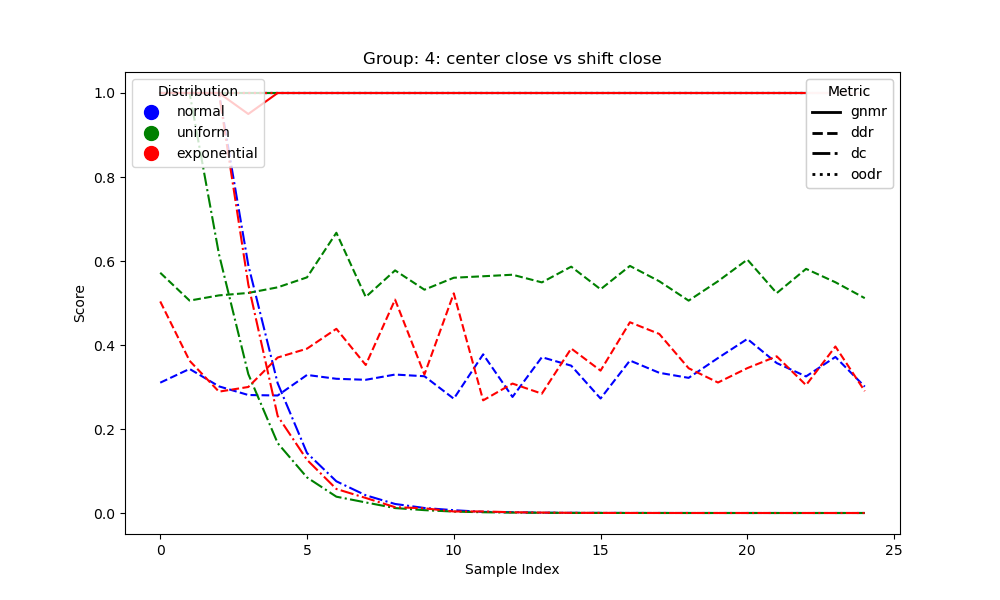 Group: 4: center close vs shift close
Distribution
normal
uniform
exponential
Metric
gnmr
ddr
dc
oodr
Score
1.0
0.8
0.6
0.4
0.2
0.0
0
5
10
15
20
25
Sample Index